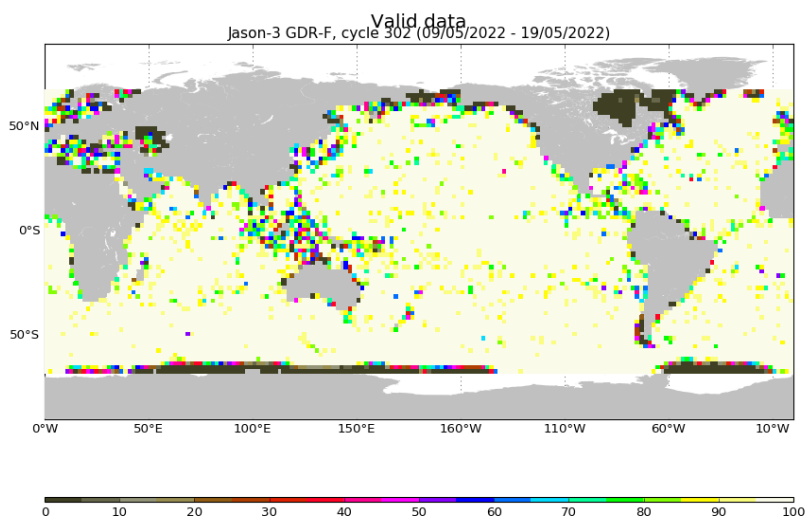 Valid data
Jason-3 GDR-F, cycle 302 (09/05/2022 - 19/05/2022)
50°N
0°S
50°S
0°W 50°E 100°E 150°E 160°W 110°W 60°W 10°W
0 10 20 30 40 50 60 70 80 90 100